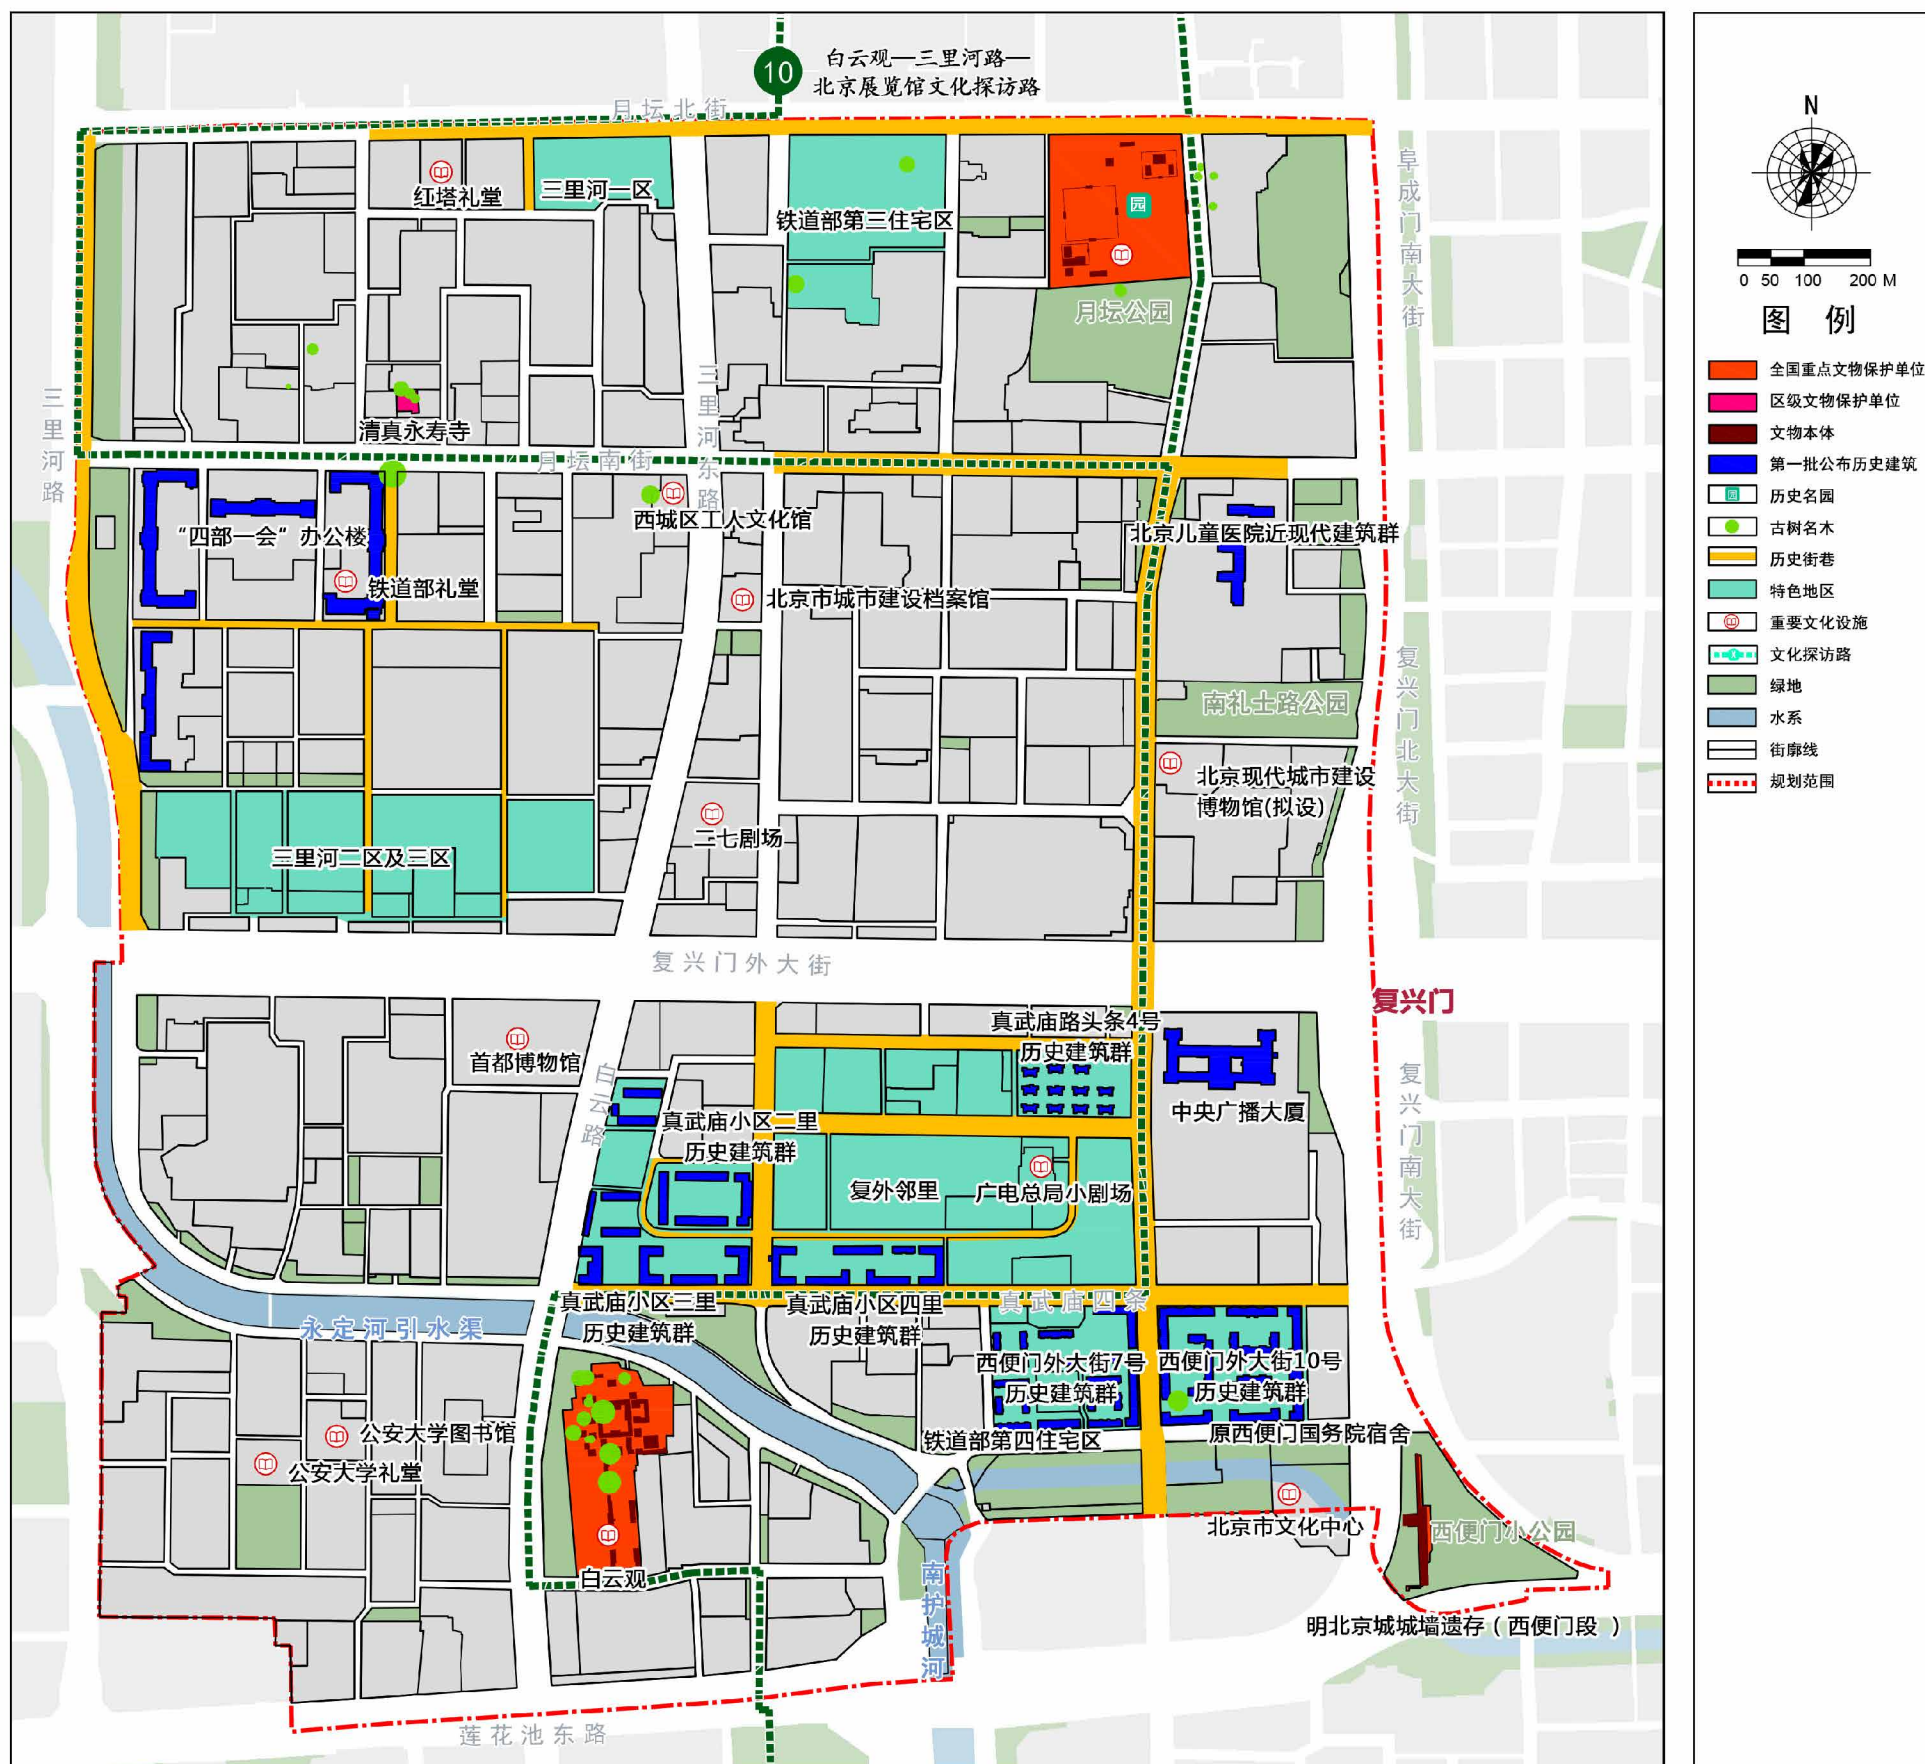 10
白云观—三里河路—
北京展览馆文化探访路
月坛北街
红塔礼堂
三里河一区
铁道部第三住宅区
园
月坛公园
阜成门南大街
三里河路
三里河东路
清真永寿寺
月坛南街
“四部一会“办公楼
铁道部礼堂
西城区工人文化馆
北京市城市建设档案馆
北京儿童医院近现代建筑群
南礼士路公园
复兴门北大街
北京现代城市建设
博物馆(拟设)
二七剧场
三里河二区及三区
复兴门外大街
复兴门
首都博物馆
白云路
真武庙路头条4号
历史建筑群
中央广播大厦
真武庙小区二里
历史建筑群
复外邻里
广电总局小剧场
复兴门南大街
永定河引水渠
真武庙小区三里
历史建筑群
真武庙小区四里
历史建筑群
真武庙四条
西便门外大街7号
历史建筑群
西便门外大街10号
历史建筑群
铁道部第四住宅区
原西便门国务院宿舍
公安大学图书馆
公安大学礼堂
白云观
北京市文化中心
西便门小公园
南护城河
明北京城城墙遗存（西便门段 ）
莲花池东路
N
0 50 100 200 M
图 例
全国重点文物保护单位
区级文物保护单位
文物本体
第一批公布历史建筑
园 历史名园
古树名木
历史街巷
特色地区
重要文化设施
文化探访路
绿地
水系
街廓线
规划范围